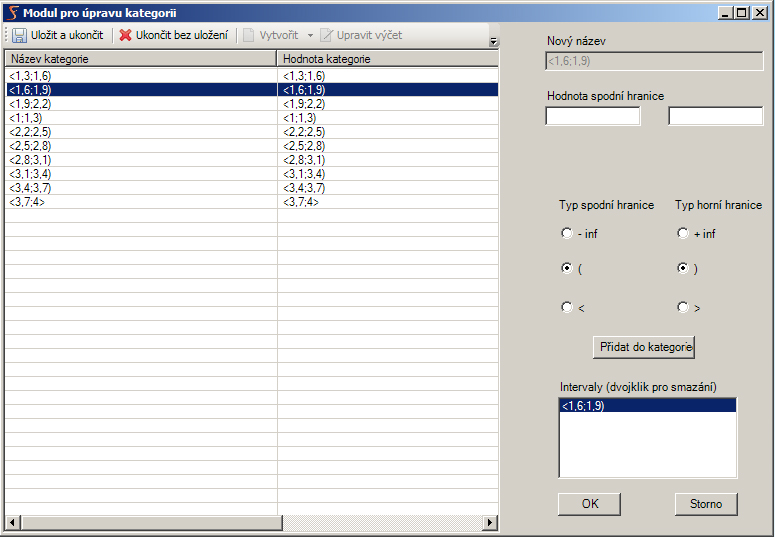 Modul pro úpravu kategorií
Uložit a ukončit Ukončit bez uložení Vytvořit Upravit výčet
Název kategorie Hodnota kategorie
<1,3;1,6) <1,3;1,6)
<1,6;1,9) <1,6;1,9)
<1,9;2,2) <1,9;2,2)
<1;1,3) <1;1,3)
<2,2;2,5) <2,2;2,5)
<2,5;2,8) <2,5;2,8)
<2,8;3,1) <2,8;3,1)
<3,1;3,4) <3,1;3,4)
<3,4;3,7) <3,4;3,7)
<3,7;4> <3,7;4>
Nový název
<1,6;1,9)
Hodnota spodní hranice
Typ spodní hranice Typ horní hranice
- inf + inf
( )
< >
Přidat do kategorie
Intervaly (dvojklik pro smazání)
<1,6;1,9)
OK Storno